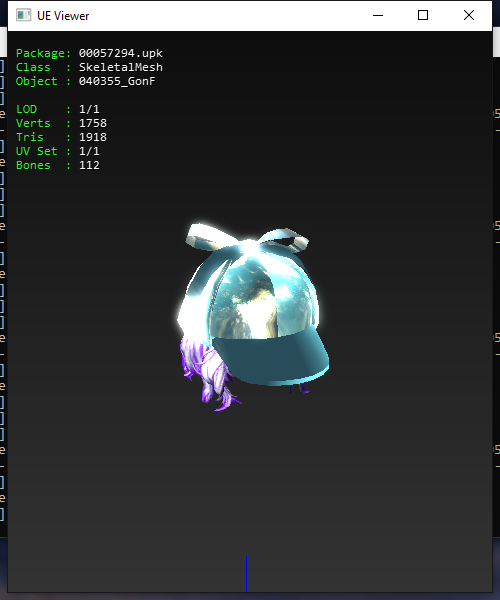 UE Viewer
Package: 00057294.upk
Class  : SkeletalMesh
Object : 040355_GonF
LOD    : 1/1
Verts  : 1758
Tris   : 1918
UV Set : 1/1
Bones  : 112